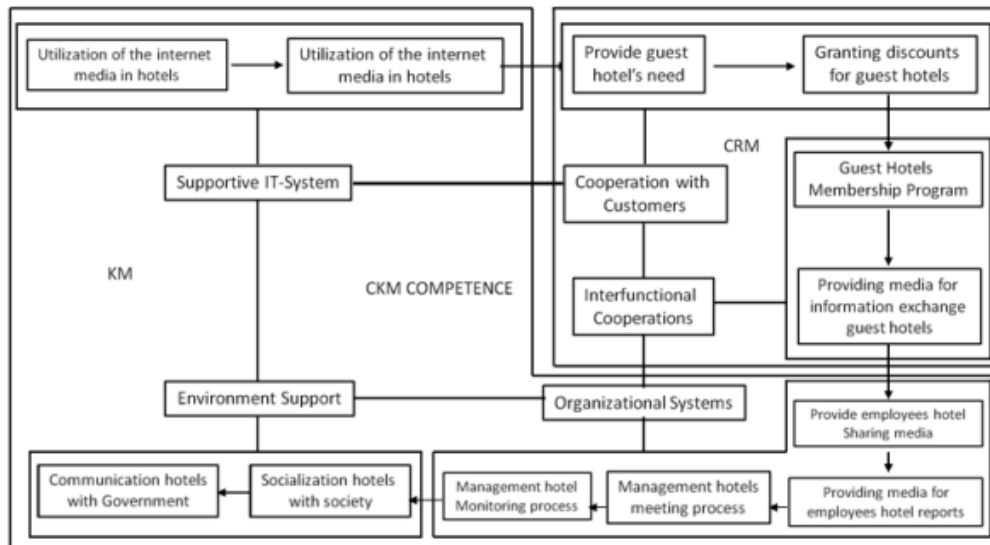 Utilization of the internet
media in hotels
Utilization of the internet
media in hotels
Provide guest
hotel's need
Granting discounts
for guest hotels
CRM
Guest Hotels
Membership Program
Supportive IT-System
Cooperation with
Customers
KM
CKM COMPETENCE
Interfunctional
Cooperations
Providing media for
information exchange
guest hotels
Environment Support
Organizational Systems
Provide employees hotel
Sharing media
Communication hotels
with Government
Socialization hotels
with society
Management hotel
Monitoring process
Management hotels
meeting process
Providing media for
employees hotel reports